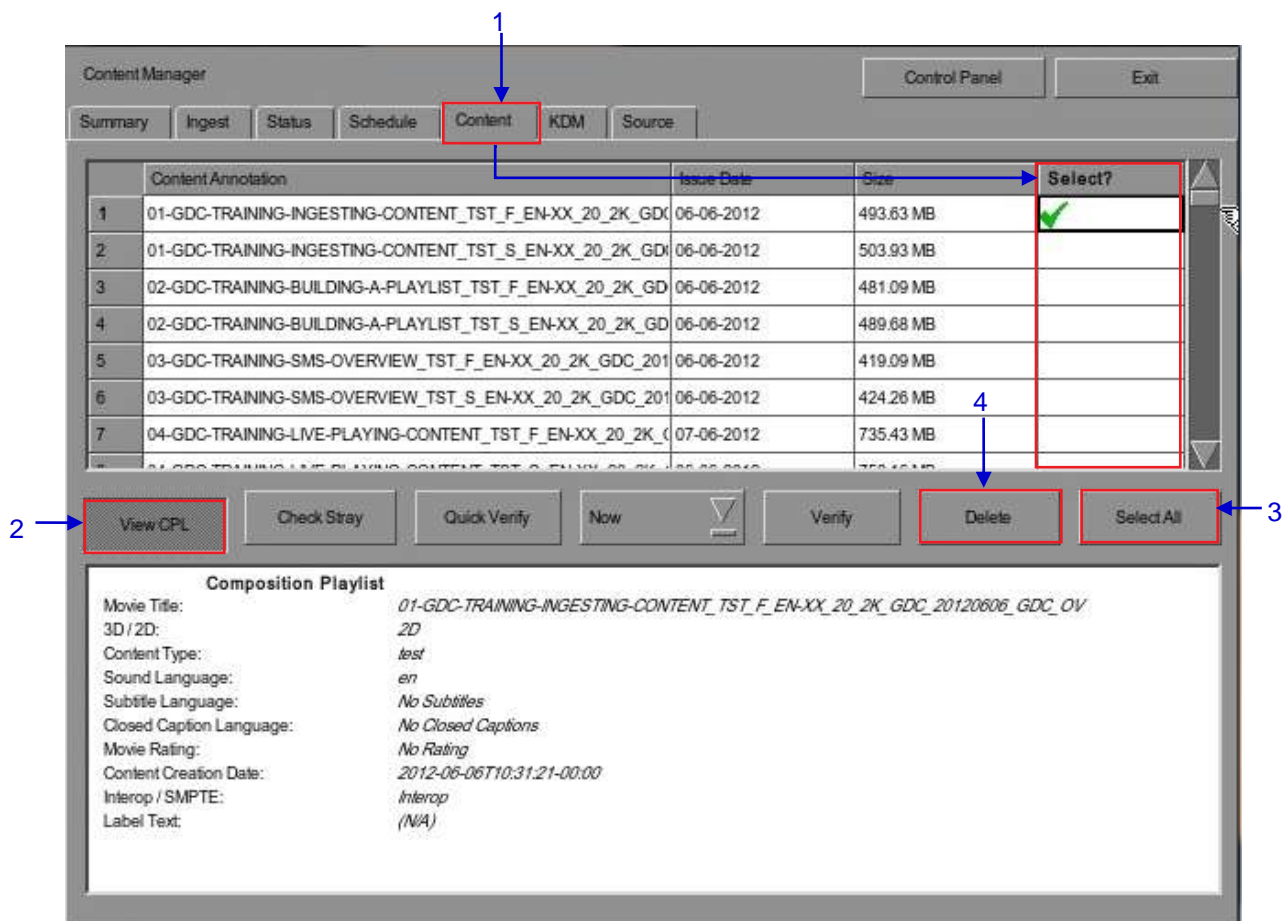 1
Content Manager
Control Panel
Exit
Summary
Ingest
Status
Schedule
Content
KDM
Source
Content Annotation Issue Date Size Select?
1 01-GDC-TRAINING-INGESTING-CONTENT_TST_F_EN-XX_20_2K_GDC 06-06-2012 493.63 MB
2 01-GDC-TRAINING-INGESTING-CONTENT_TST_S_EN-XX_20_2K_GD 06-06-2012 503.93 MB
3 02-GDC-TRAINING-BUILDING-A-PLAYLIST_TST_F_EN-XX_20_2K_GD 06-06-2012 481.09 MB
4 02-GDC-TRAINING-BUILDING-A-PLAYLIST_TST_S_EN-XX_20_2K_GD 06-06-2012 489.68 MB
5 03-GDC-TRAINING-SMS-OVERVIEW_TST_F_EN-XX_20_2K_GDC_201 06-06-2012 419.09 MB
6 03-GDC-TRAINING-SMS-OVERVIEW_TST_S_EN-XX_20_2K_GDC_201 06-06-2012 424.26 MB
7 04-GDC-TRAINING-LIVE-PLAYING-CONTENT_TST_F_EN-XX_20_2K_ 07-06-2012 735.43 MB
4
2
View CPL
Check Stray
Quick Verify
Now
Verify
Delete
Select All
3
Composition Playlist
Movie Title: 01-GDC-TRAINING-INGESTING-CONTENT_TST_F_EN-XX_20_2K_GDC_20120606_GDC_OV
3D / 2D: 2D
Content Type: test
Sound Language: en
Subtitle Language: No Subtitles
Closed Caption Language: No Closed Captions
Movie Rating: No Rating
Content Creation Date: 2012-06-06T10:31:21-00:00
Interop / SMPTE: Interop
Label Text: (N/A)